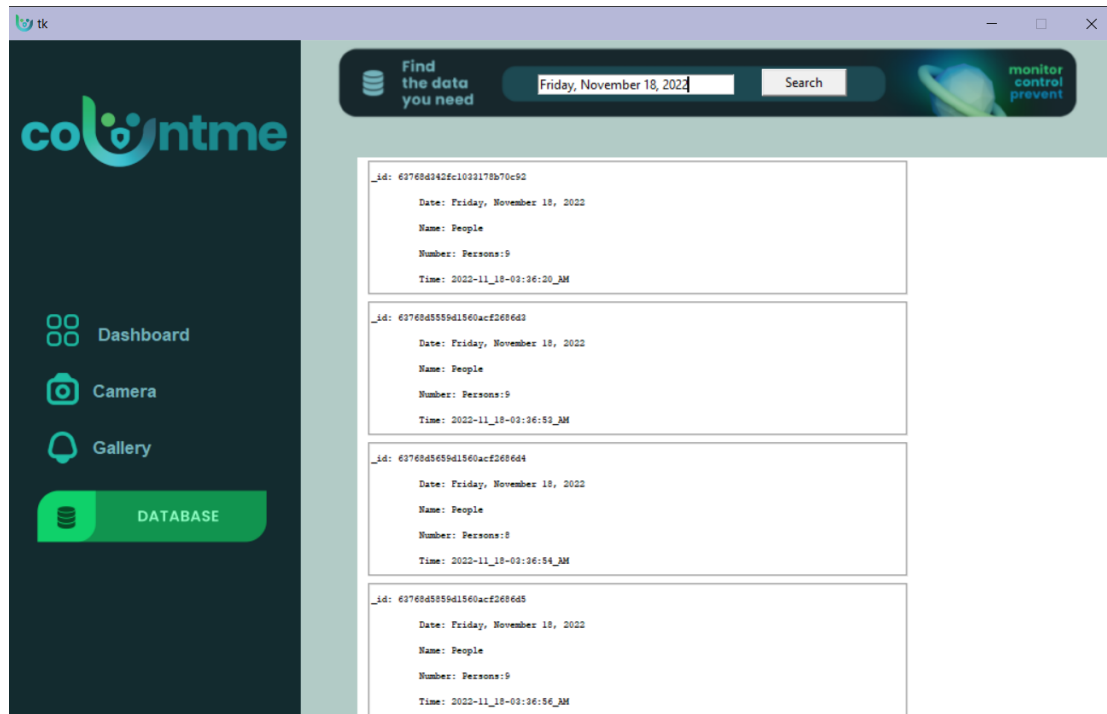 tk
countme
Find
the data
you need
Friday, November 18, 2022
Search
monitor
control
prevent
Dashboard
Camera
Gallery
DATABASE
_id: 63768d342fc1033178b70c92
Date: Friday, November 18, 2022
Name: People
Number: Persons:9
Time: 2022-11_18-03:36:20_AM
_id: 63768d5559d1560acf2686d3
Date: Friday, November 18, 2022
Name: People
Number: Persons:9
Time: 2022-11_18-03:36:53_AM
_id: 63768d5659d1560acf2686d4
Date: Friday, November 18, 2022
Name: People
Number: Persons:8
Time: 2022-11_18-03:36:54_AM
_id: 63768d5859d1560acf2686d5
Date: Friday, November 18, 2022
Name: People
Number: Persons:9
Time: 2022-11_18-03:36:56_AM